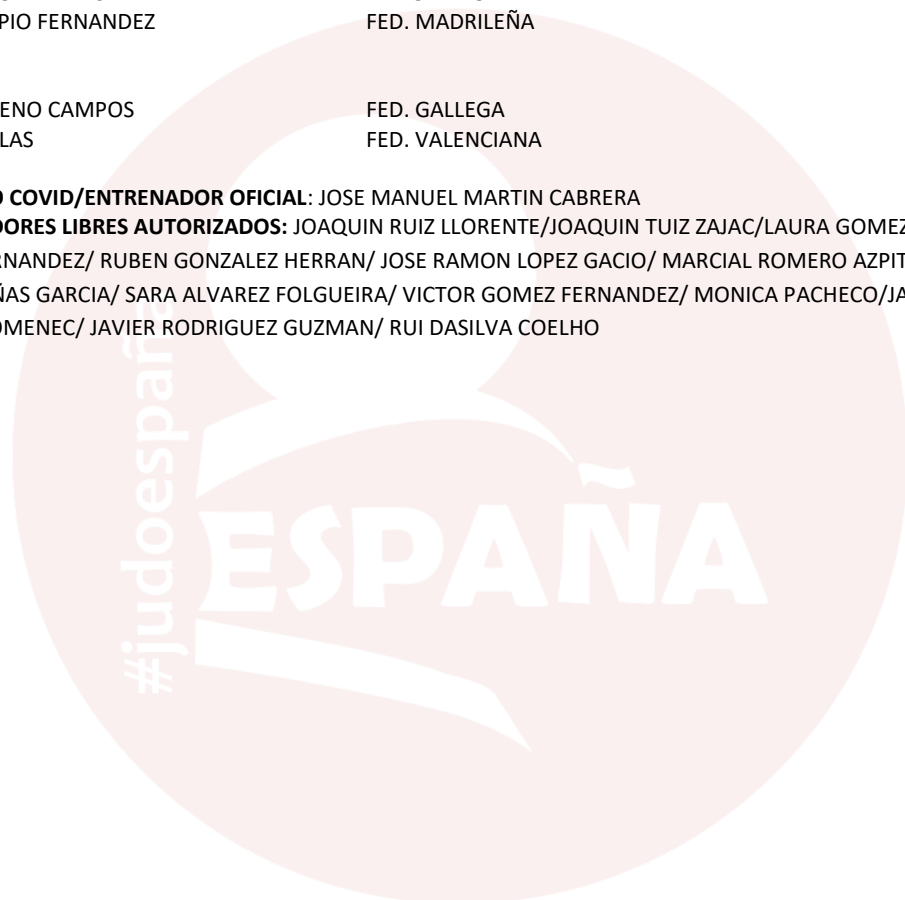 PIO FERNANDEZ FED. MADRILEÑA
ENO CAMPOS FED. GALLEGA
LAS FED. VALENCIANA
O COVID/ENTRENADOR OFICIAL: JOSE MANUEL MARTIN CABRERA
DORES LIBRES AUTORIZADOS: JOAQUIN RUIZ LLORENTE/JOAQUIN TUIZ ZAJAC/LAURA GOMEZ
RNANDEZ/ RUBEN GONZALEZ HERRAN/ JOSE RAMON LOPEZ GACIO/ MARCIAL ROMERO AZPIT
ÑAS GARCIA/ SARA ALVAREZ FOLGUEIRA/ VICTOR GOMEZ FERNANDEZ/ MONICA PACHECO/JA
OMENEC/ JAVIER RODRIGUEZ GUZMAN/ RUI DASILVA COELHO
#judoespaña
ESPAÑA